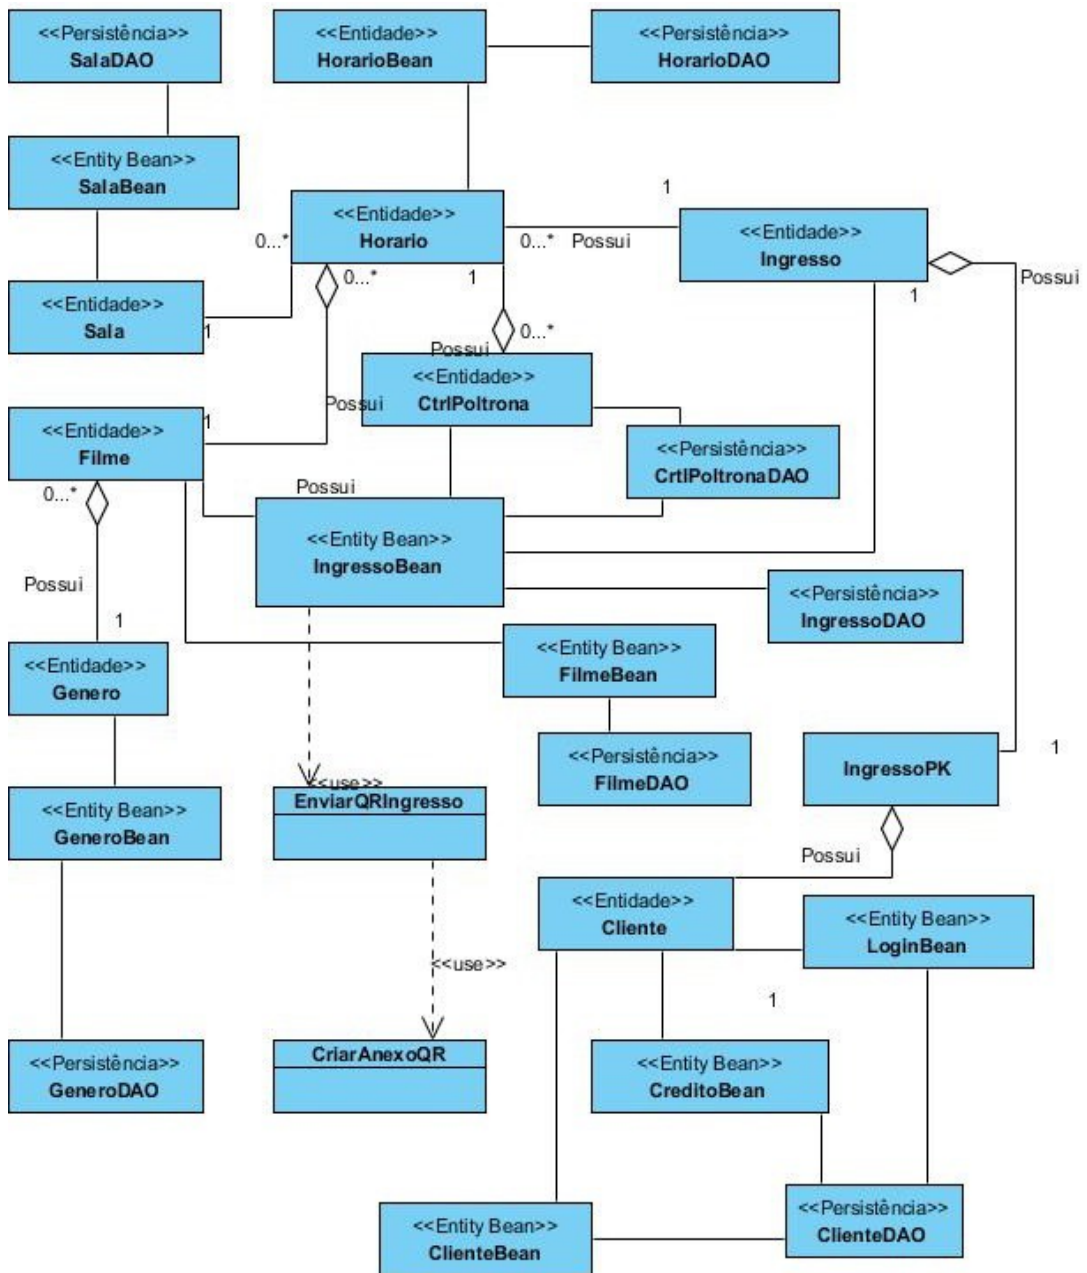 <<Persistência>>
SalaDAO
<<Entidade>>
HorarioBean
<<Persistência>>
HorarioDAO
<<Entity Bean>>
SalaBean
<<Entidade>>
Horario
0...*
0...*
Possui
1
<<Entidade>>
Ingresso
0...*
1
1
Possui
<<Entidade>>
Sala
1
0...*
Possui
<<Entidade>>
CtrlPoltrona
Possui
<<Entidade>>
Filme
1
<<Persistência>>
CrtlPoltronaDAO
0...*
Possui
<<Entity Bean>>
IngressoBean
Possui
1
<<Persistência>>
IngressoDAO
<<Entity Bean>>
FilmeBean
<<Entidade>>
Genero
<<Persistência>>
FilmeDAO
IngressoPK
1
<<use>>
EnviarQRIngresso
<<Entity Bean>>
GeneroBean
Possui
<<Entidade>>
Cliente
<<Entity Bean>>
LoginBean
<<use>>
1
CriarAnexoQR
<<Persistência>>
GeneroDAO
<<Entity Bean>>
CreditoBean
<<Entity Bean>>
ClienteBean
<<Persistência>>
ClienteDAO